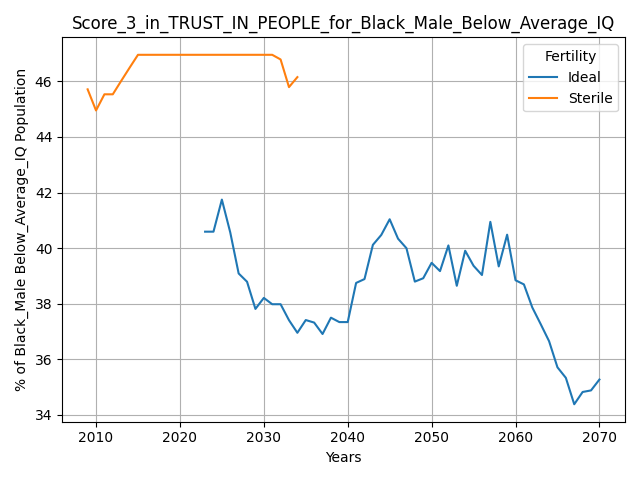 Score_3_in_TRUST_IN_PEOPLE_for_Black_Male_Below_Average_IQ
Fertility
Ideal
Sterile
% of Black_Male Below_Average_IQ Population
46
44
42
40
38
36
34
2010
2020
2030
2040
2050
2060
2070
Years